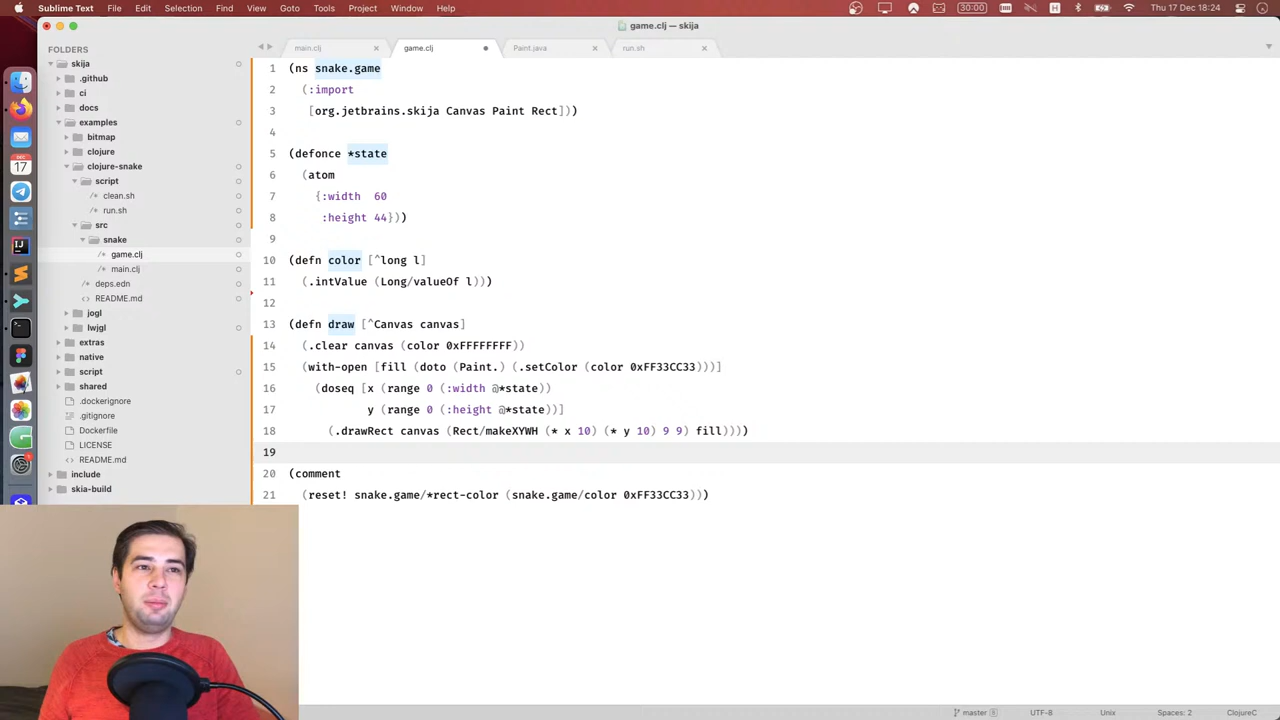 Sublime Text File Edit Selection Find View Goto Tools Project Window Help 30:00 Thu 17 Dec 18:24
game.clj — skija
FOLDERS
main.clj × game.clj Paint.java × run.sh ×
skija
.github
ci
docs
examples
bitmap
clojure
clojure-snake
script
/* clean.sh
/* run.sh
src
snake
/* game.clj
/* main.clj
/* deps.edn
<> README.md
jogl
lwjgl
extras
native
script
shared
.dockerignore
.gitignore
Dockerfile
LICENSE
<> README.md
include
skia-build
1 (ns snake.game
2 (:import
3 [org.jetbrains.skija Canvas Paint Rect]))
4
5 (defonce *state
6 (atom
7 {:width 60
8 :height 44}))
9
10 (defn color [^long l]
11 (.intValue (Long/valueOf l)))
12
13 (defn draw [^Canvas canvas]
14 (.clear canvas (color 0xFFFFFFFF))
15 (with-open [fill (doto (Paint.) (.setColor (color 0xFF33CC33)))]
16 (doseq [x (range 0 (:width @*state))
17 y (range 0 (:height @*state))]
18 (.drawRect canvas (Rect/makeXYWH (* x 10) (* y 10) 9 9) fill))))
19
20 (comment
21 (reset! snake.game/*rect-color (snake.game/color 0xFF33CC33)))
master 8 UTF-8 Unix Spaces: 2 ClojureC